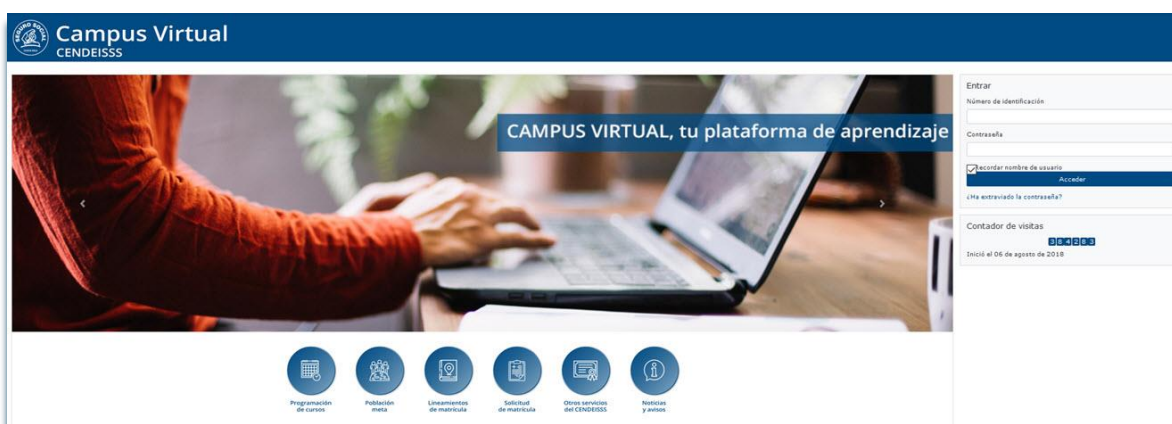 Campus Virtual
CENDEISSS
CAMPUS VIRTUAL, tu plataforma de aprendizaje
Entrar
Número de identificación
Contraseña
ecordar nombre de usuario
Acceder
¿Ha extraviado la contraseña?
Contador de visitas
384283
Inició el 06 de agosto de 2018
Programación
de cursos
Población
meta
Lineamientos
de matrícula
Solicitud
de matrícula
Otros servicios
del CENDEISSS
Noticias
y avisos